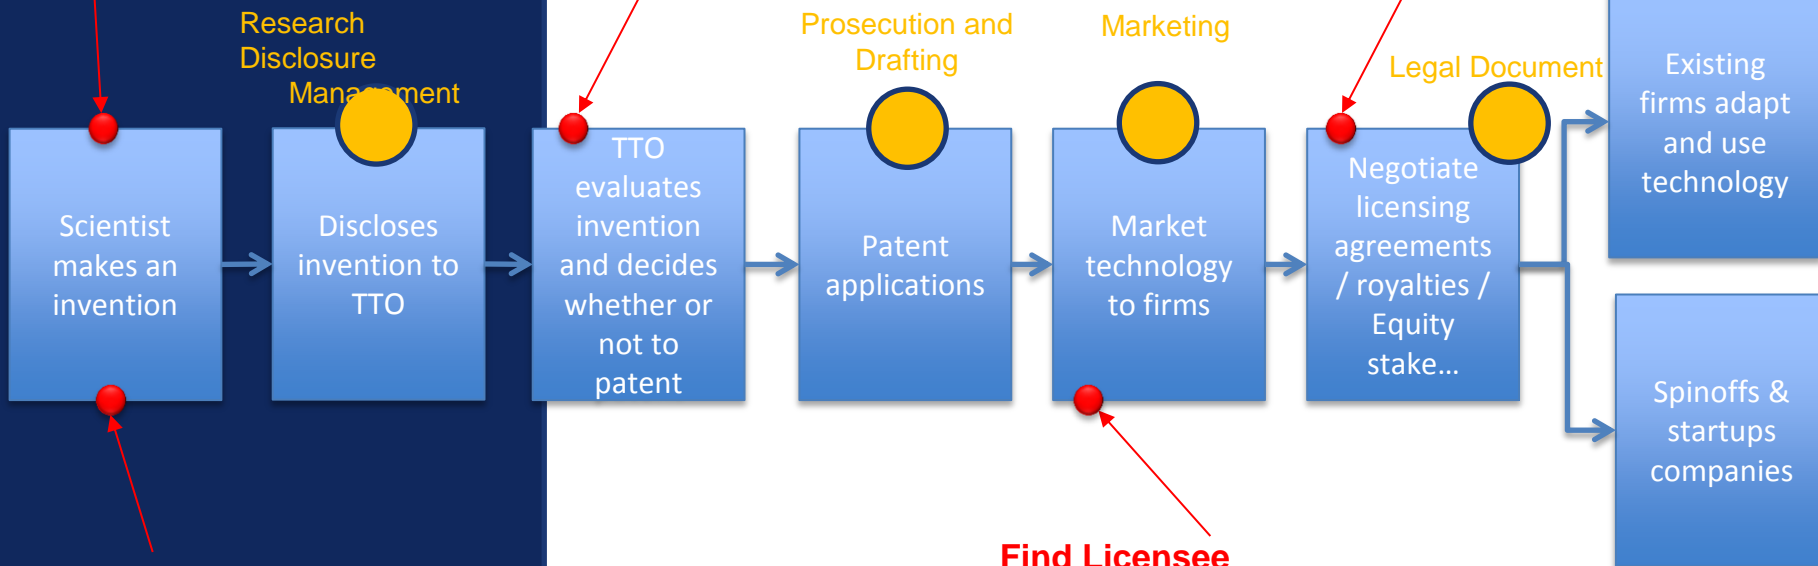 Research
Disclosure
Management
Prosecution and
Drafting
Marketing
Legal Document
Scientist
makes an
invention
Discloses
invention to
TTO
TTO
evaluates
invention
and decides
whether or
not to
patent
Patent
applications
Market
technology
to firms
Negotiate
licensing
agreements
/ royalties /
Equity
stake...
Existing
firms adapt
and use
technology
Spinoffs &
startups
companies
Find Licensee